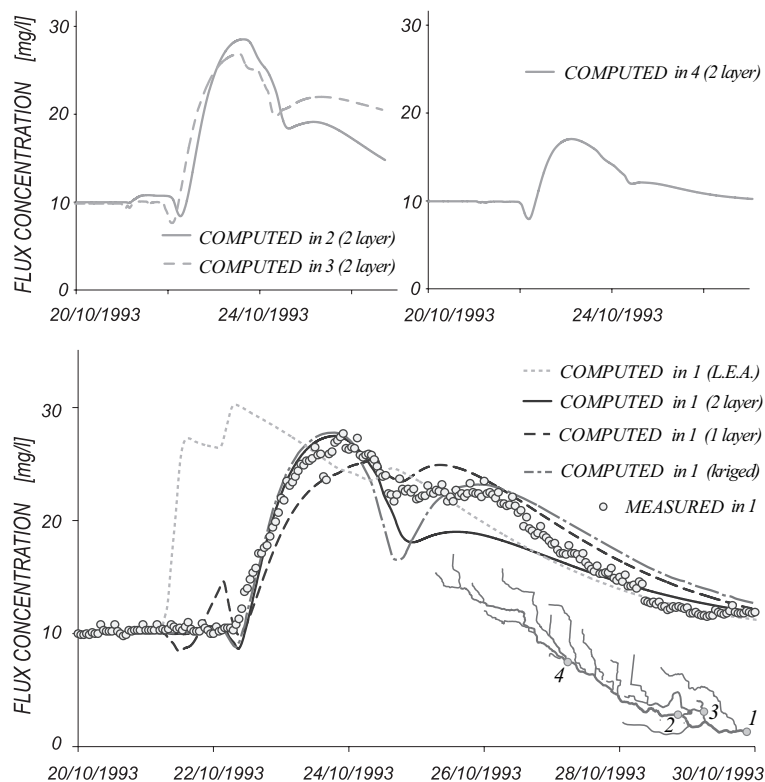 FLUX CONCENTRATION [mg/l]
30
20
10
0
COMPUTED in 2 (2 layer)
COMPUTED in 3 (2 layer)
20/10/1993 24/10/1993
FLUX CONCENTRATION [mg/l]
30
20
10
0
COMPUTED in 4 (2 layer)
20/10/1993 24/10/1993
FLUX CONCENTRATION [mg/l]
30
20
10
0
COMPUTED in 1 (L.E.A.)
COMPUTED in 1 (2 layer)
COMPUTED in 1 (1 layer)
COMPUTED in 1 (kriged)
MEASURED in 1
4
2
3
1
20/10/1993 22/10/1993 24/10/1993 26/10/1993 28/10/1993 30/10/1993